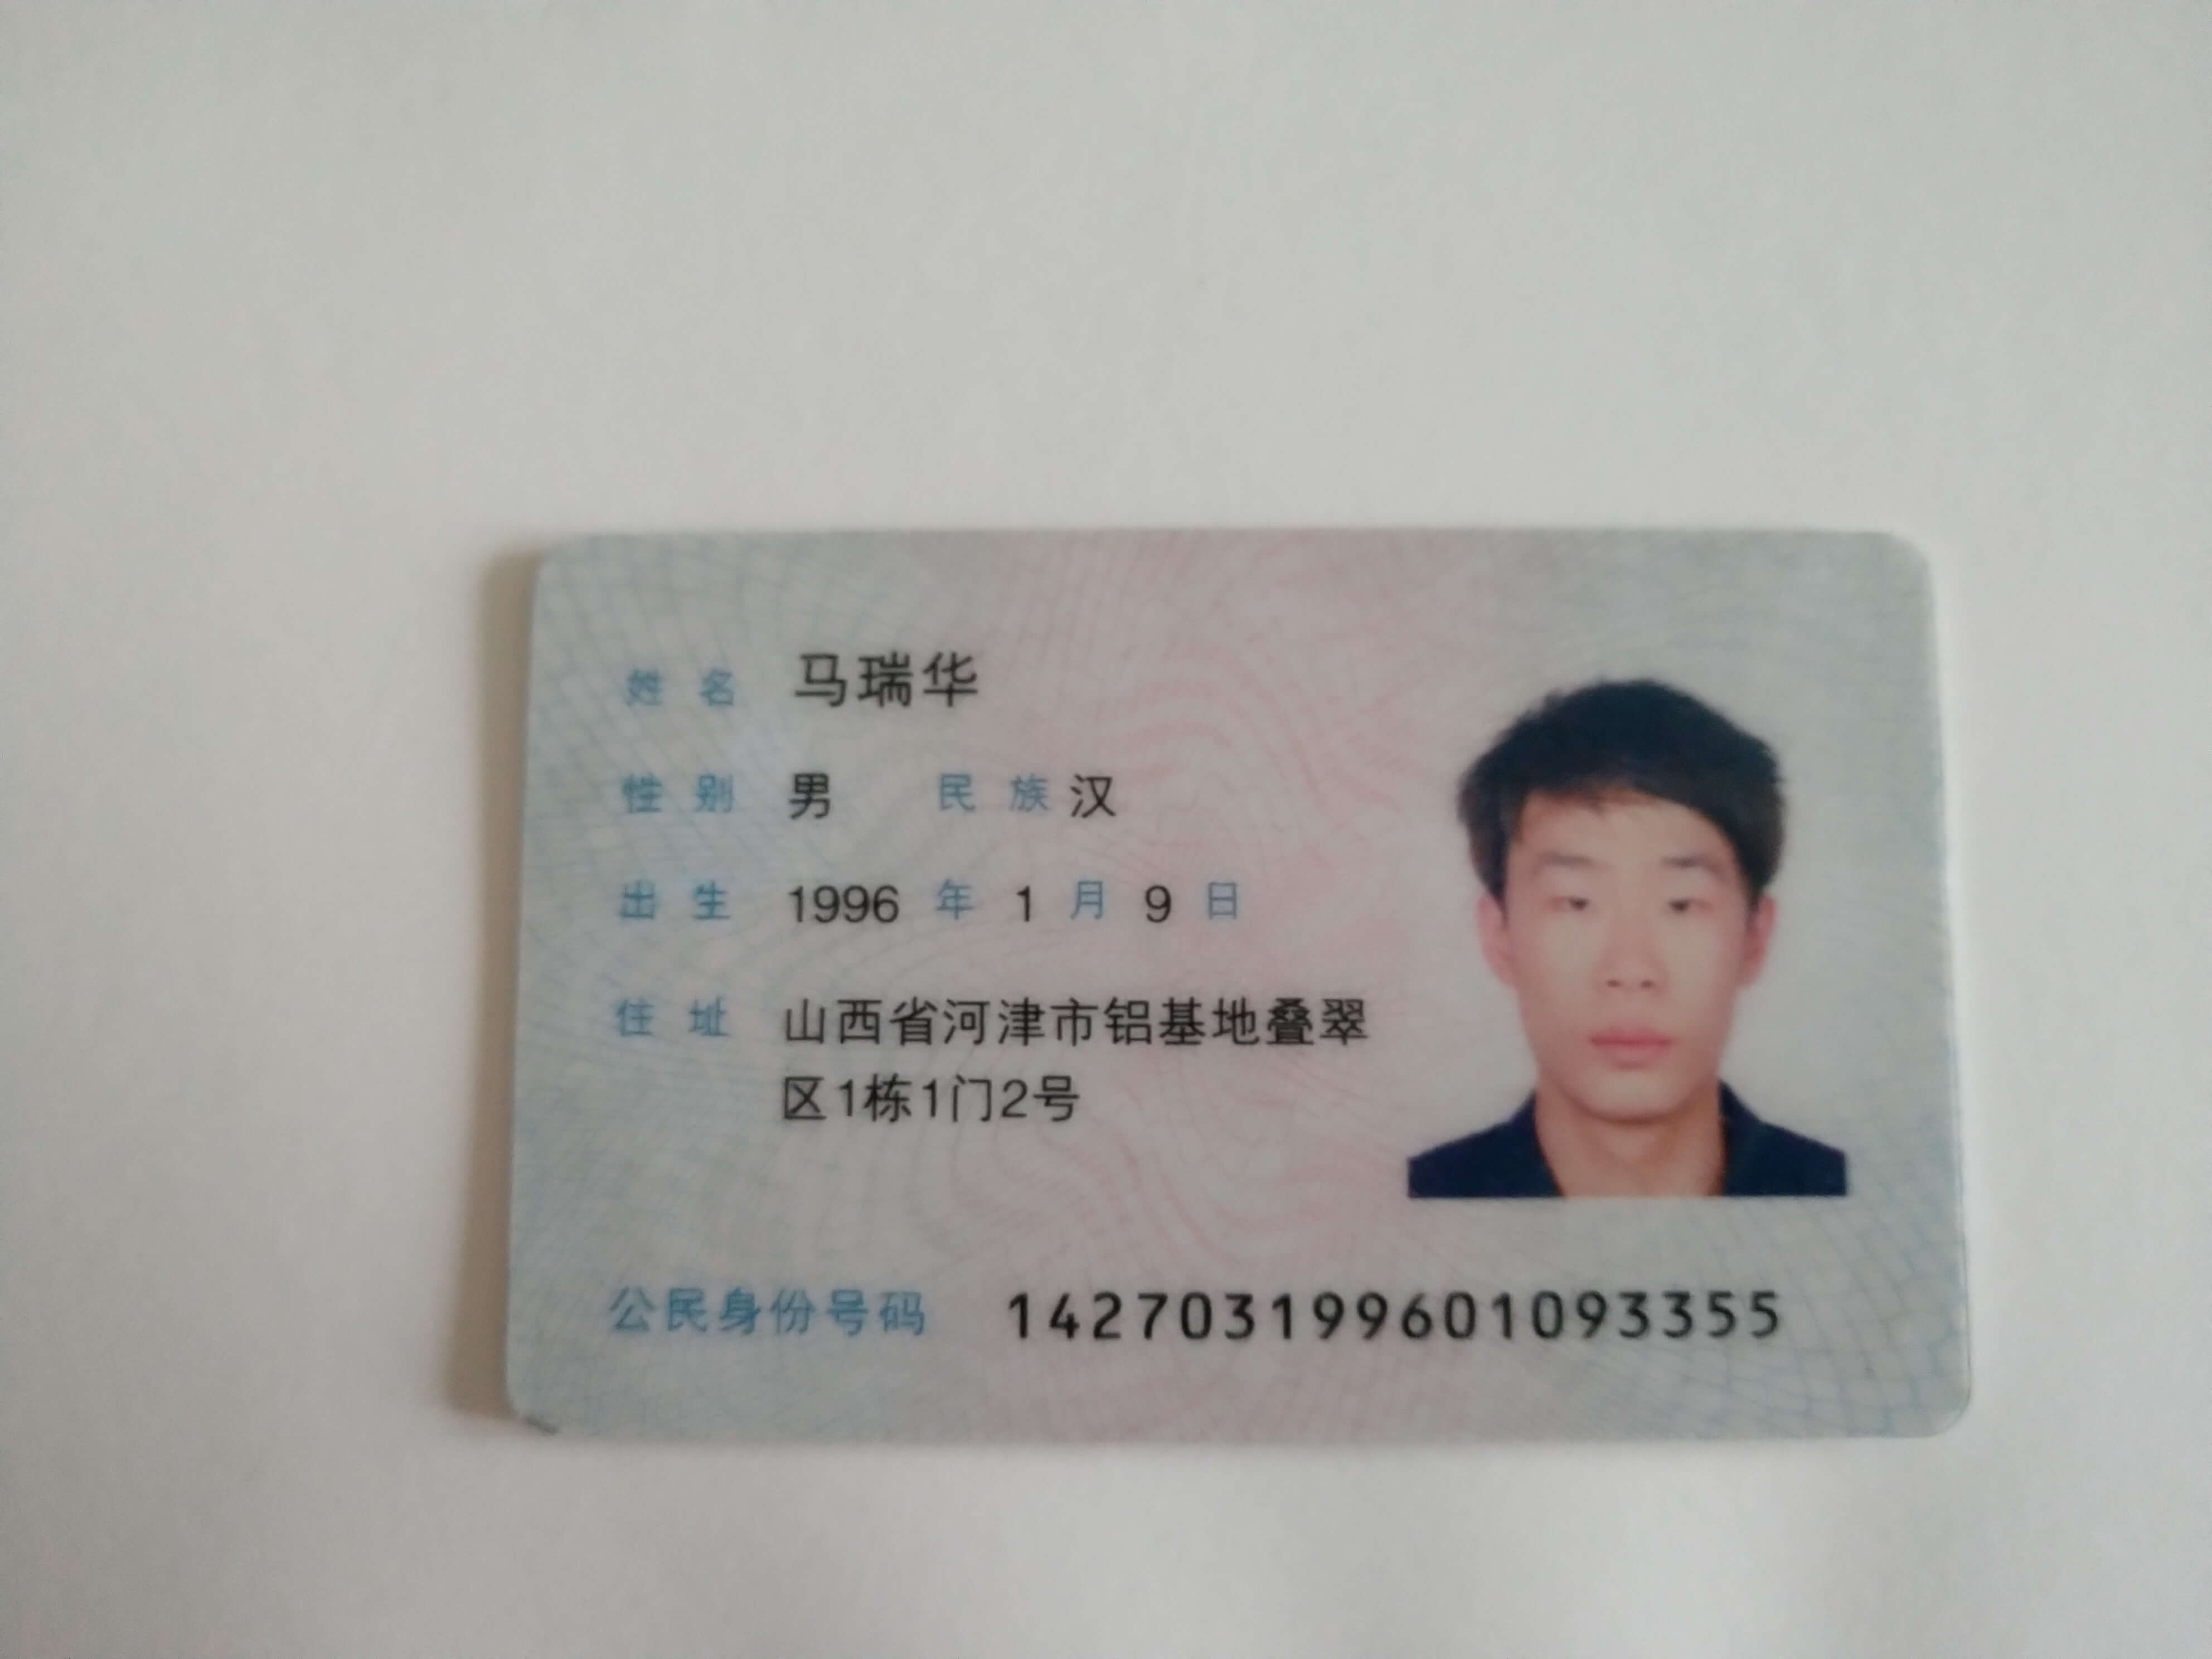 姓名 马瑞华
性别 男 民族 汉
出生 1996 年 1 月 9 日
住址 山西省河津市铝基地叠翠
区1栋1门2号
公民身份号码 142703199601093355